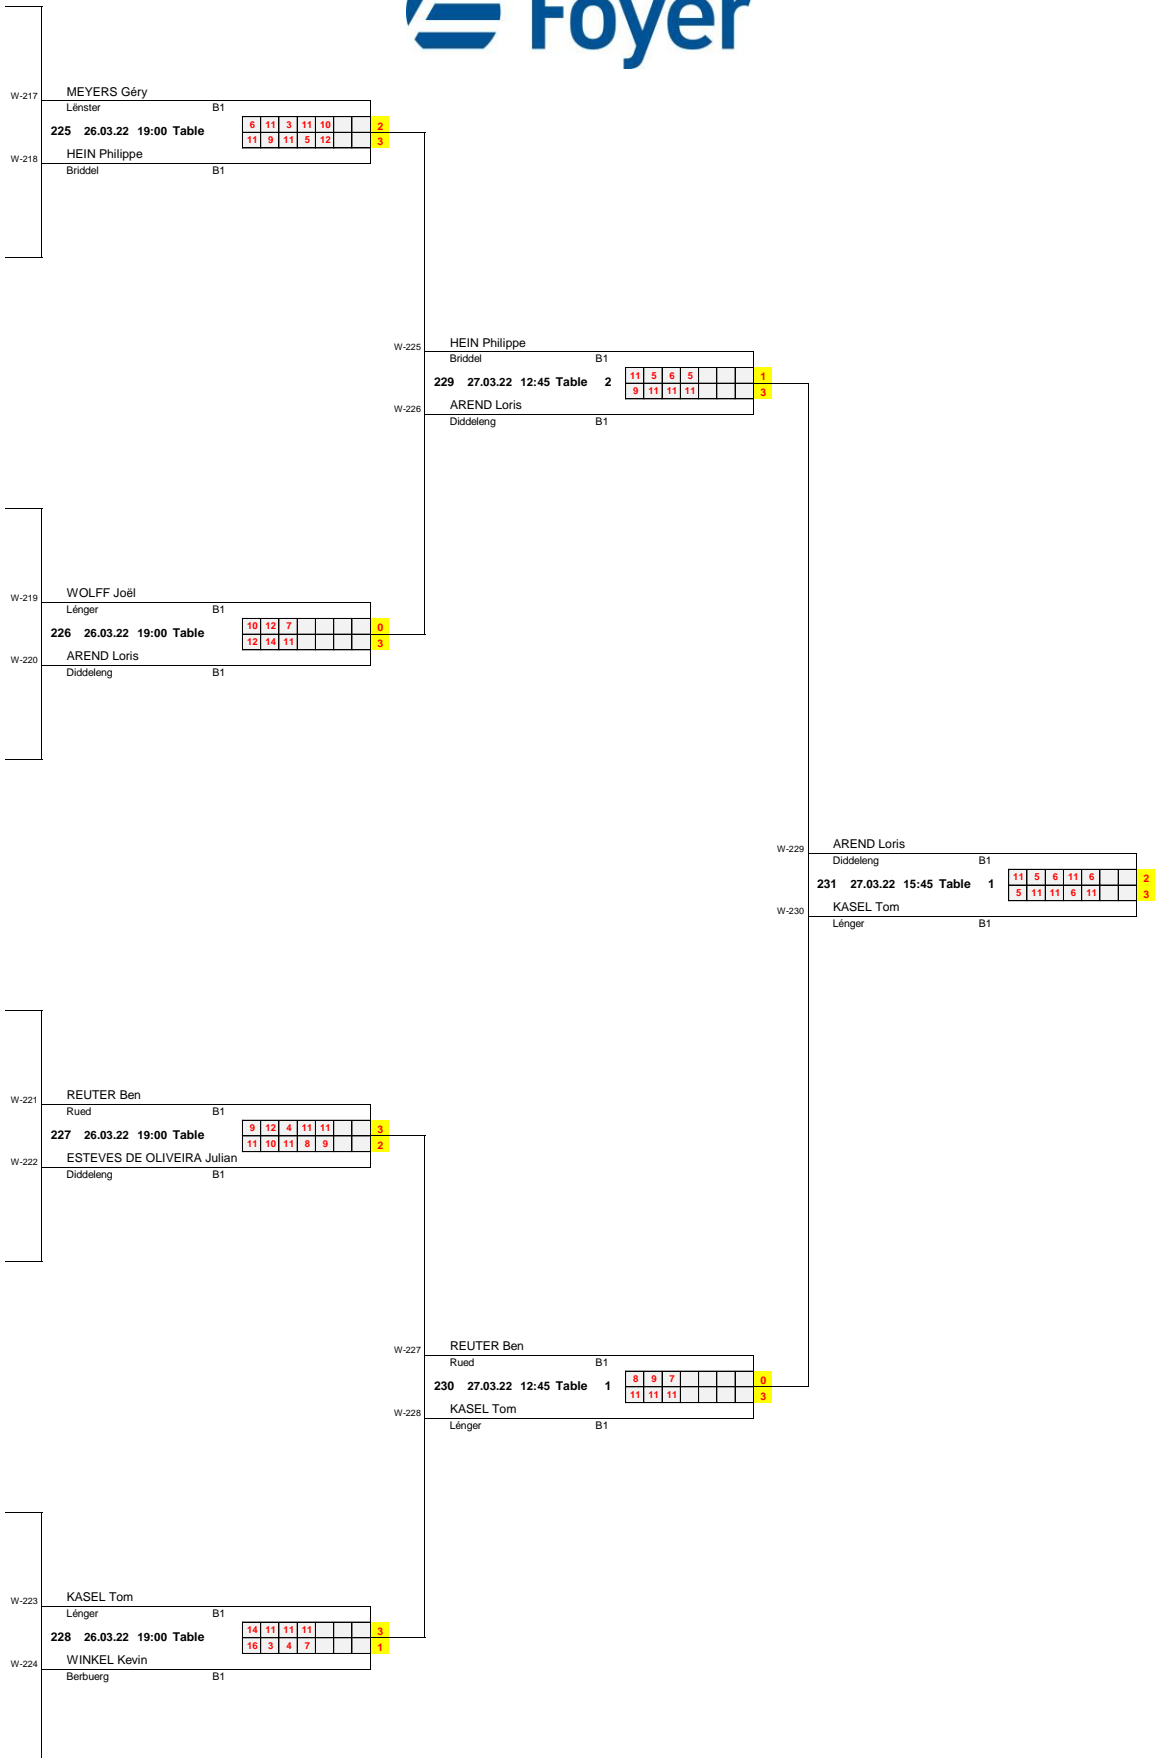 Foyer
W-217 MEYERS Géry
Lënster B1
225 26.03.22 19:00 Table
6 11 3 11 10 2
11 9 11 5 12 3
W-218 HEIN Philippe
Briddel B1
W-225 HEIN Philippe
Briddel B1
229 27.03.22 12:45 Table 2
11 5 6 5 1
9 11 11 11 3
W-226 AREND Loris
Diddeleng B1
W-219 WOLFF Joël
Lénger B1
226 26.03.22 19:00 Table
10 12 7 0
12 14 11 3
W-220 AREND Loris
Diddeleng B1
W-229 AREND Loris
Diddeleng B1
231 27.03.22 15:45 Table 1
11 5 6 11 6 2
5 11 11 6 11 3
W-230 KASEL Tom
Lénger B1
W-221 REUTER Ben
Rued B1
227 26.03.22 19:00 Table
9 12 4 11 11 3
11 10 11 8 9 2
W-222 ESTEVES DE OLIVEIRA Julian
Diddeleng B1
W-227 REUTER Ben
Rued B1
230 27.03.22 12:45 Table 1
8 9 7 0
11 11 11 3
W-228 KASEL Tom
Lénger B1
W-223 KASEL Tom
Lénger B1
228 26.03.22 19:00 Table
14 11 11 11 3
16 3 4 7 1
W-224 WINKEL Kevin
Berbuerg B1